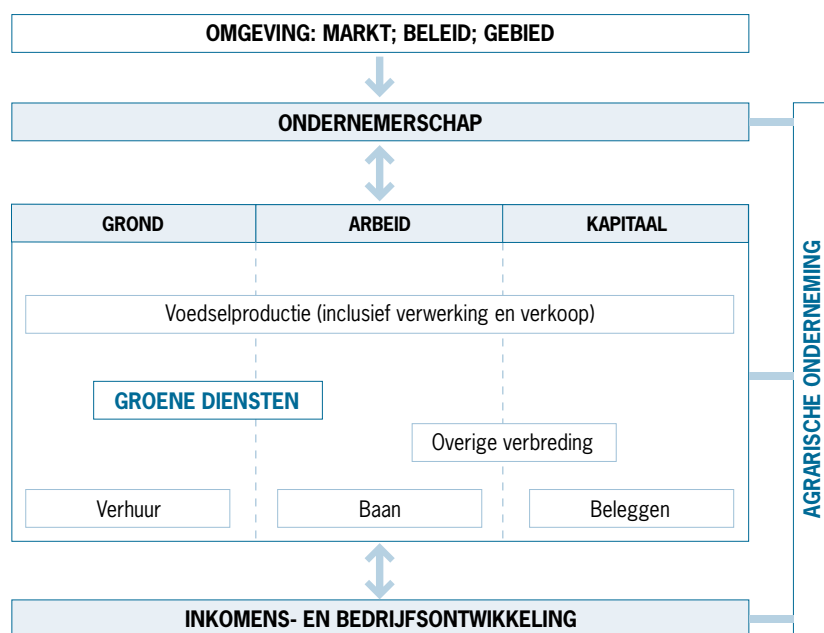 OMGEVING: MARKT; BELEID; GEBIED
ONDERNEMERSCHAP
GROND
ARBEID
KAPITAAL
Voedselproductie (inclusief verwerking en verkoop)
GROENE DIENSTEN
Overige verbreding
Verhuur
Baan
Beleggen
INKOMENS- EN BEDRIJFSONTWIKKELING
AGRARISCHE ONDERNEMING